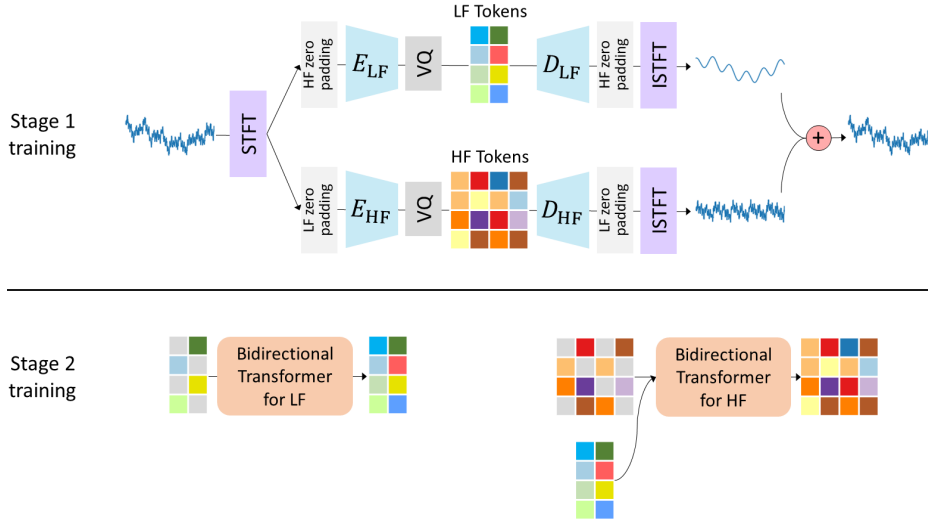 Stage 1
training
STFT
HF zero
padding
E_LF
VQ
LF Tokens
D_LF
HF zero
padding
ISTFT
+
LF zero
padding
E_HF
VQ
HF Tokens
D_HF
LF zero
padding
ISTFT
Stage 2
training
Bidirectional
Transformer
for LF
Bidirectional
Transformer
for HF